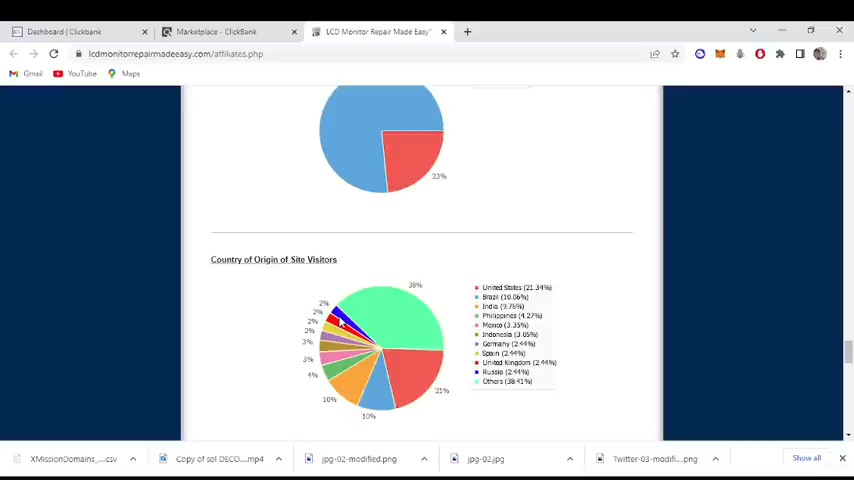 Dashboard | Clickbank
Marketplace - ClickBank
LCD Monitor Repair Made Easy"
lcdmonitorrepairmadeeasy.com/affiliates.php
Gmail
YouTube
Maps
23%
Country of Origin of Site Visitors
38%
2%
2%
2%
2%
3%
3%
4%
10%
10%
21%
United States (21.34%)
Brazil (10.06%)
India (9.76%)
Philippines (4.27%)
Mexico (3.35%)
Indonesia (3.05%)
Germany (2.44%)
Spain (2.44%)
United Kingdom (2.44%)
Russia (2.44%)
Others (38.41%)
XMissionDomains_....csv
Copy of sol DECO....mp4
jpg-02-modified.png
jpg-02.jpg
Twitter-03-modifi....png
Show all